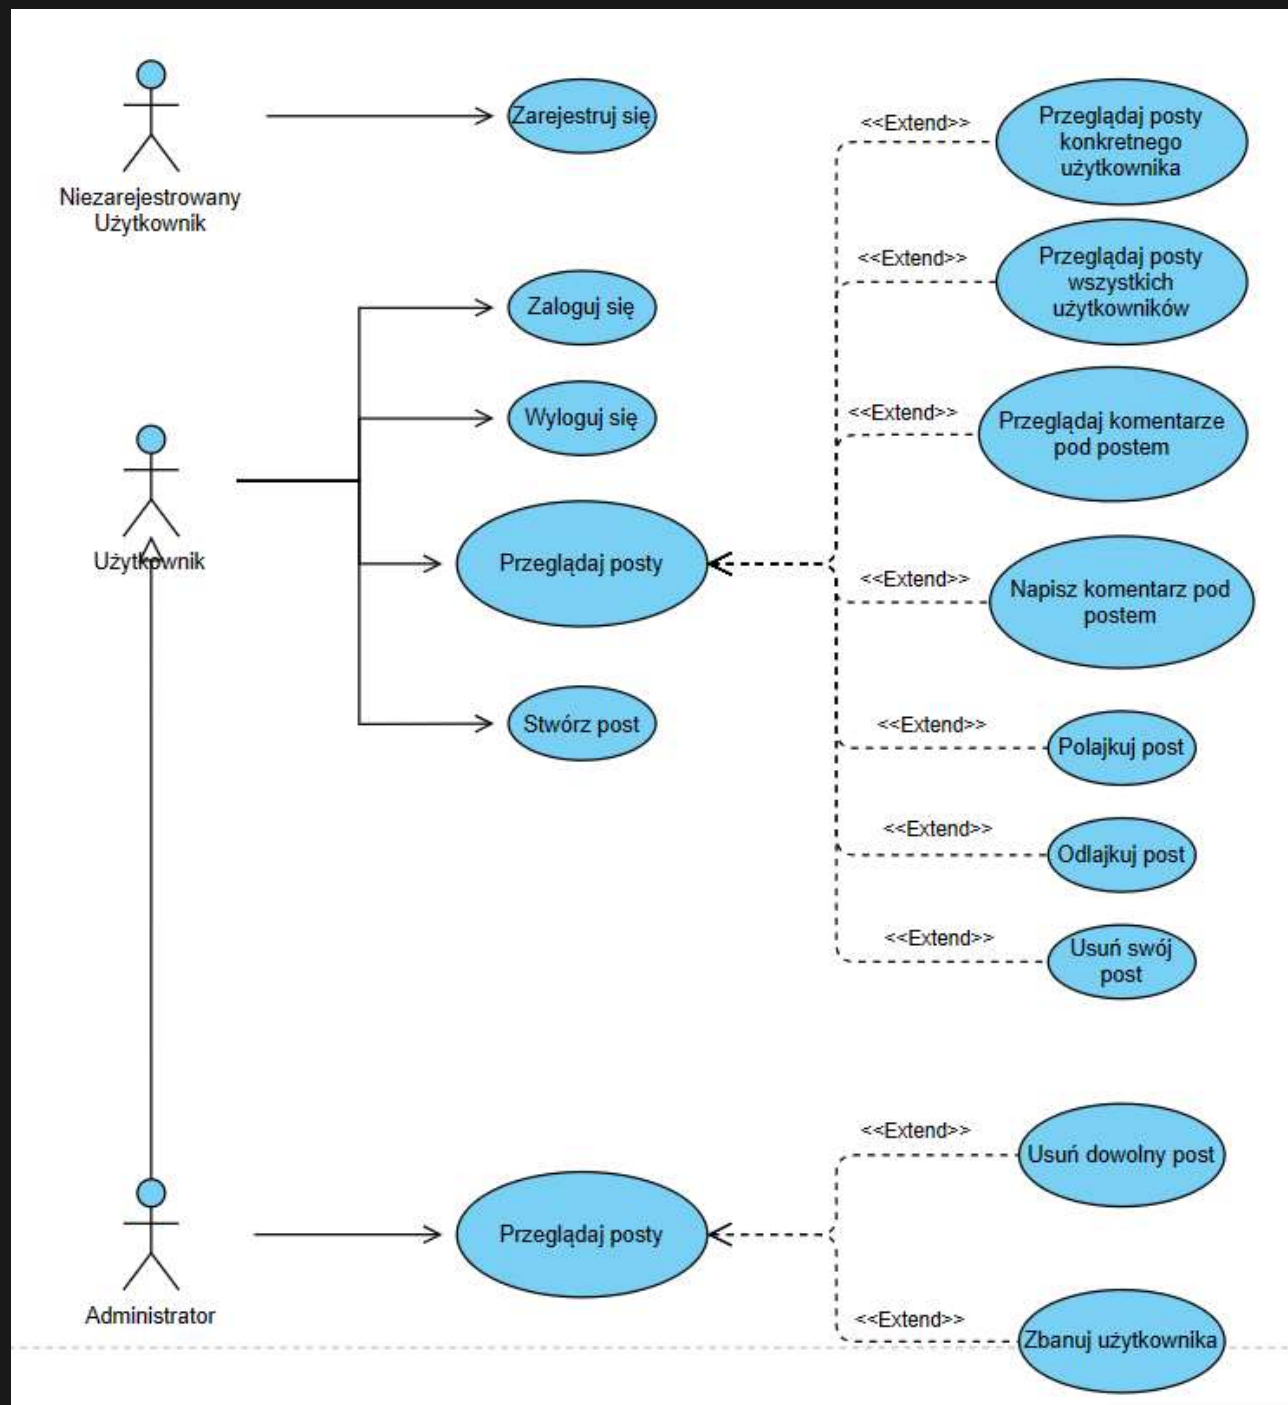 Niezarejestrowany
Użytkownik
Zarejestruj się
<<Extend>>
Przeglądaj posty
konkretnego
użytkownika
<<Extend>>
Przeglądaj posty
wszystkich
użytkowników
Zaloguj się
Wyloguj się
<<Extend>>
Przeglądaj komentarze
pod postem
Użytkownik
Przeglądaj posty
<<Extend>>
Napisz komentarz pod
postem
Stwórz post
<<Extend>>
Polajkuj post
<<Extend>>
Odlajkuj post
<<Extend>>
Usuń swój
post
Administrator
Przeglądaj posty
<<Extend>>
Usuń dowolny post
<<Extend>>
Zbanuj użytkownika